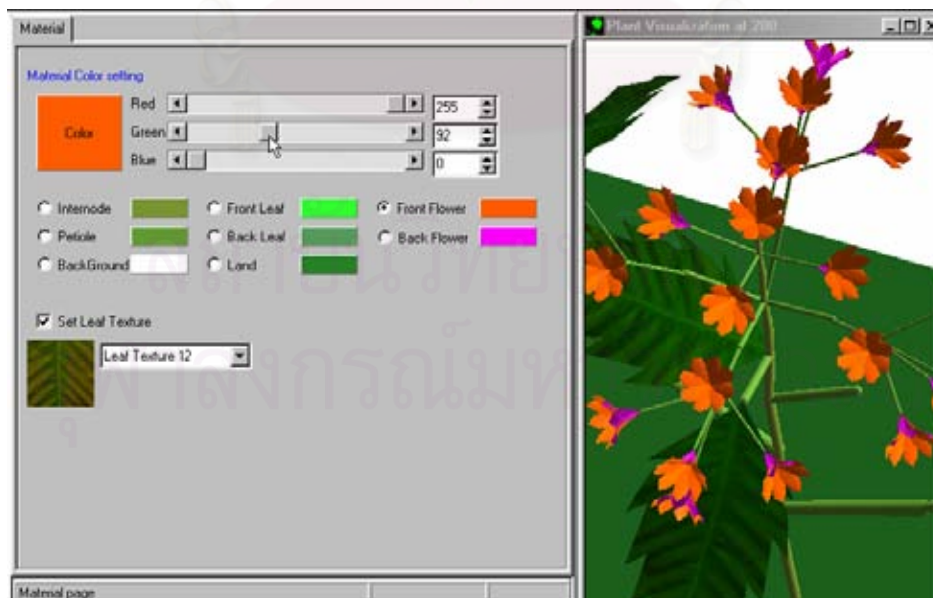 Material
Plant Visualization at 200
Material Color setting
Color
Red 255
Green 92
Blue 0
Internode Front Leaf Front Flower
Petiole Back Leaf Back Flower
BackGround Land
Set Leaf Texture
Leaf Texture 12
Material page